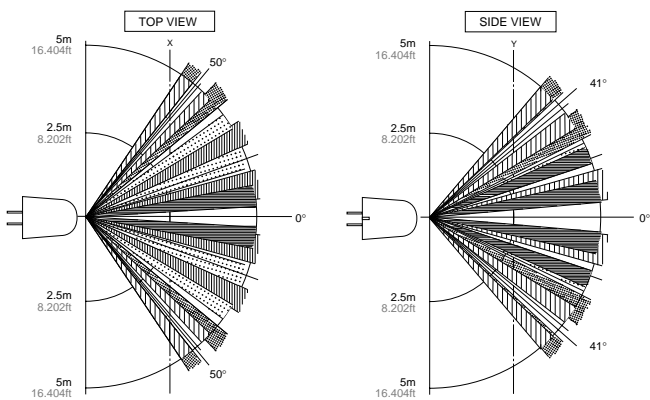 TOP VIEW
5m
16.404ft
X
50°
2.5m
8.202ft
0°
2.5m
8.202ft
50°
5m
16.404ft
SIDE VIEW
5m
16.404ft
Y
41°
2.5m
8.202ft
0°
2.5m
8.202ft
41°
5m
16.404ft